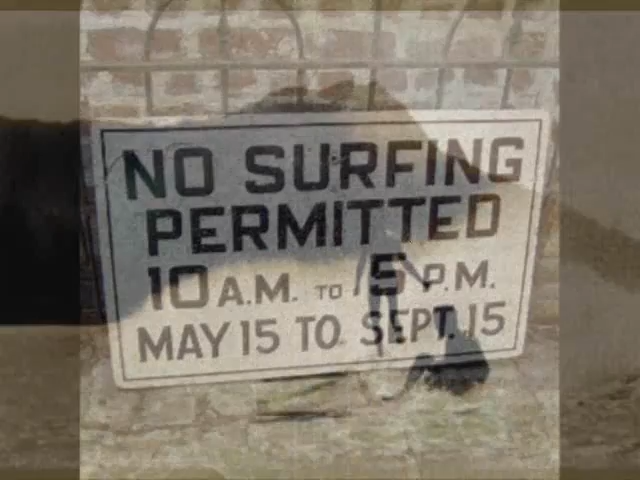 NO SURFING
PERMITTED
10 A.M. TO 5 P.M.
MAY 15 TO SEPT. 15